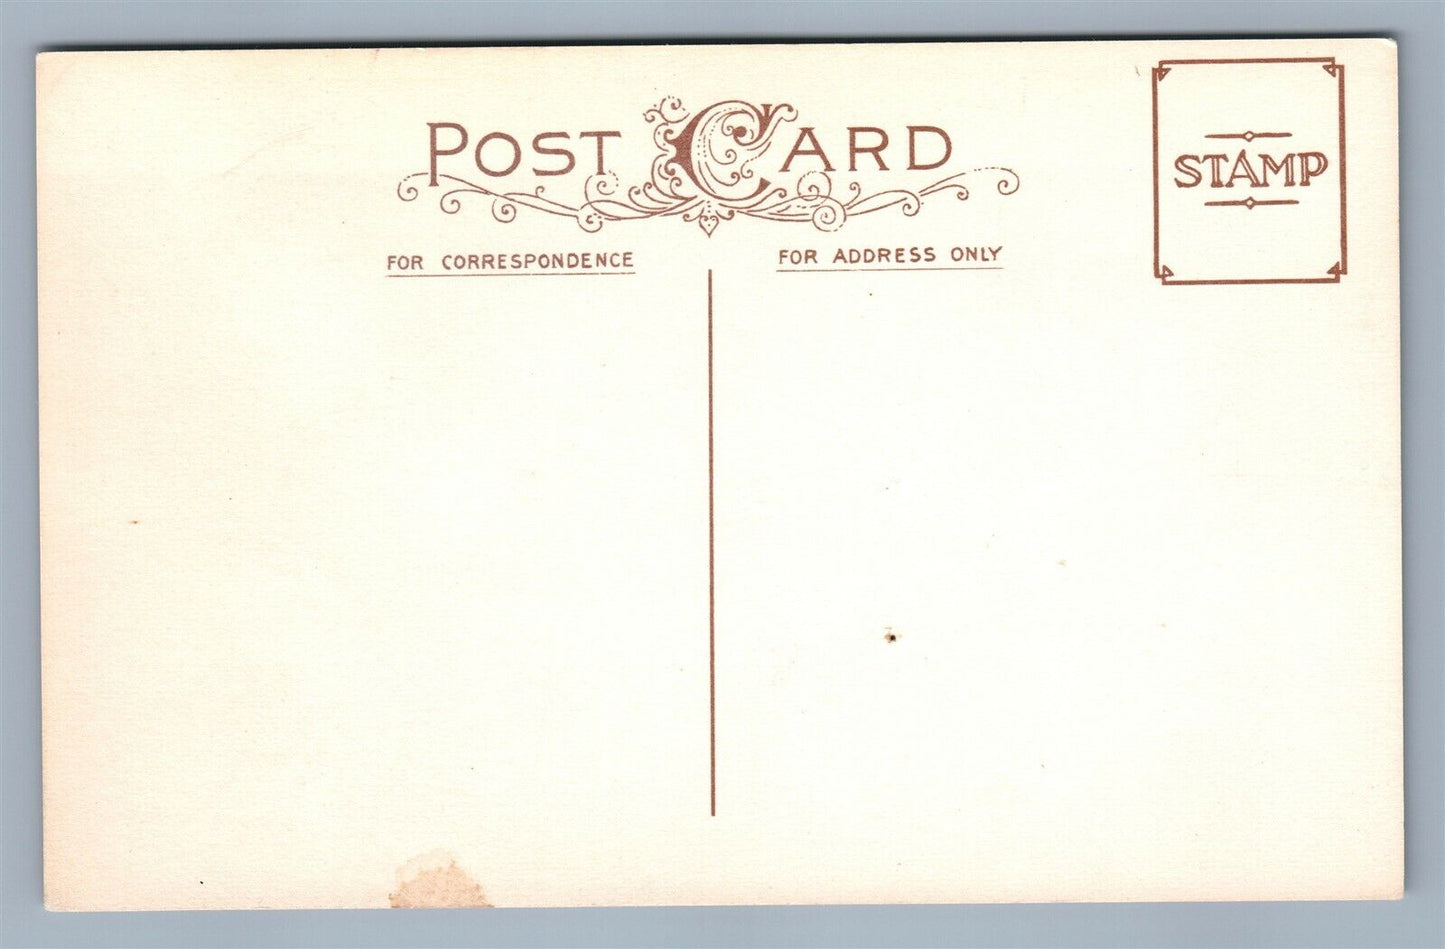 POST CARD
STAMP
FOR CORRESPONDENCE
FOR ADDRESS ONLY